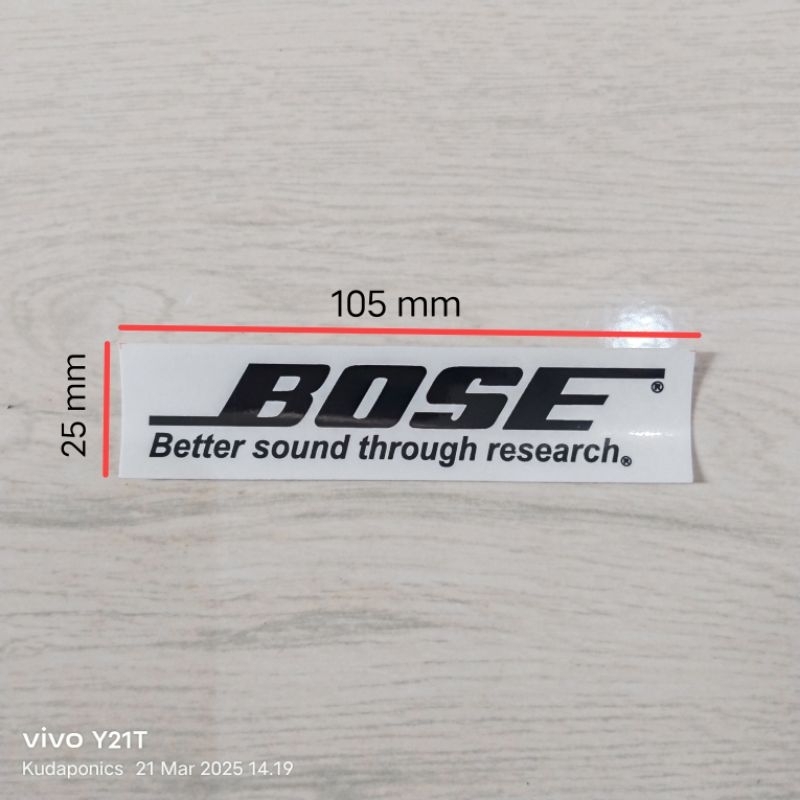 105 mm
25 mm
BOSE®
Better sound through research®
vivo Y21T
Kudaponics 21 Mar 2025 14.19